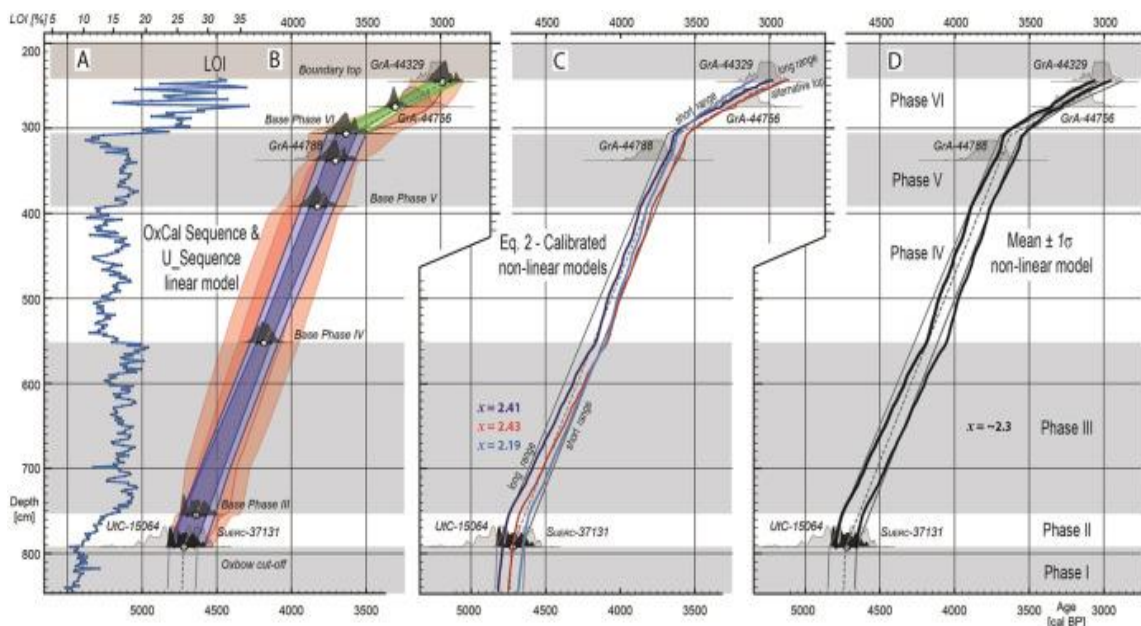 LOI [%] 5 10 15 20 25 30 35 4000 3500 3000 4500 4000 3500 3000 4500 4000 3500 3000
200
300
400
500
600
700
Depth
[cm]
800
A
LOI
B
Boundary top
GrA-44329
Base Phase VI
GrA-44756
GrA-44788
Base Phase V
OxCal Sequence &
U_Sequence
linear model
Base Phase IV
Base Phase III
UtC-15064
SUERC-37131
Oxbow cut-off
5000 4500 4000 3500
C
GrA-44329
long range
alternative top
short range
GrA-44756
GrA-44788
Eq. 2 - Calibrated
non-linear models
x = 2.41
x = 2.43
x = 2.19
short range
long range
UtC-15064
SUERC-37131
5000 4500 4000 3500
D
GrA-44329
Phase VI
GrA-44756
GrA-44788
Phase V
Phase IV
Mean ± 1σ
non-linear model
x = ~2.3
Phase III
UtC-15064
SUERC-37131
Phase II
Phase I
5000 4500 4000 3500 Age 3000
[cal BP]